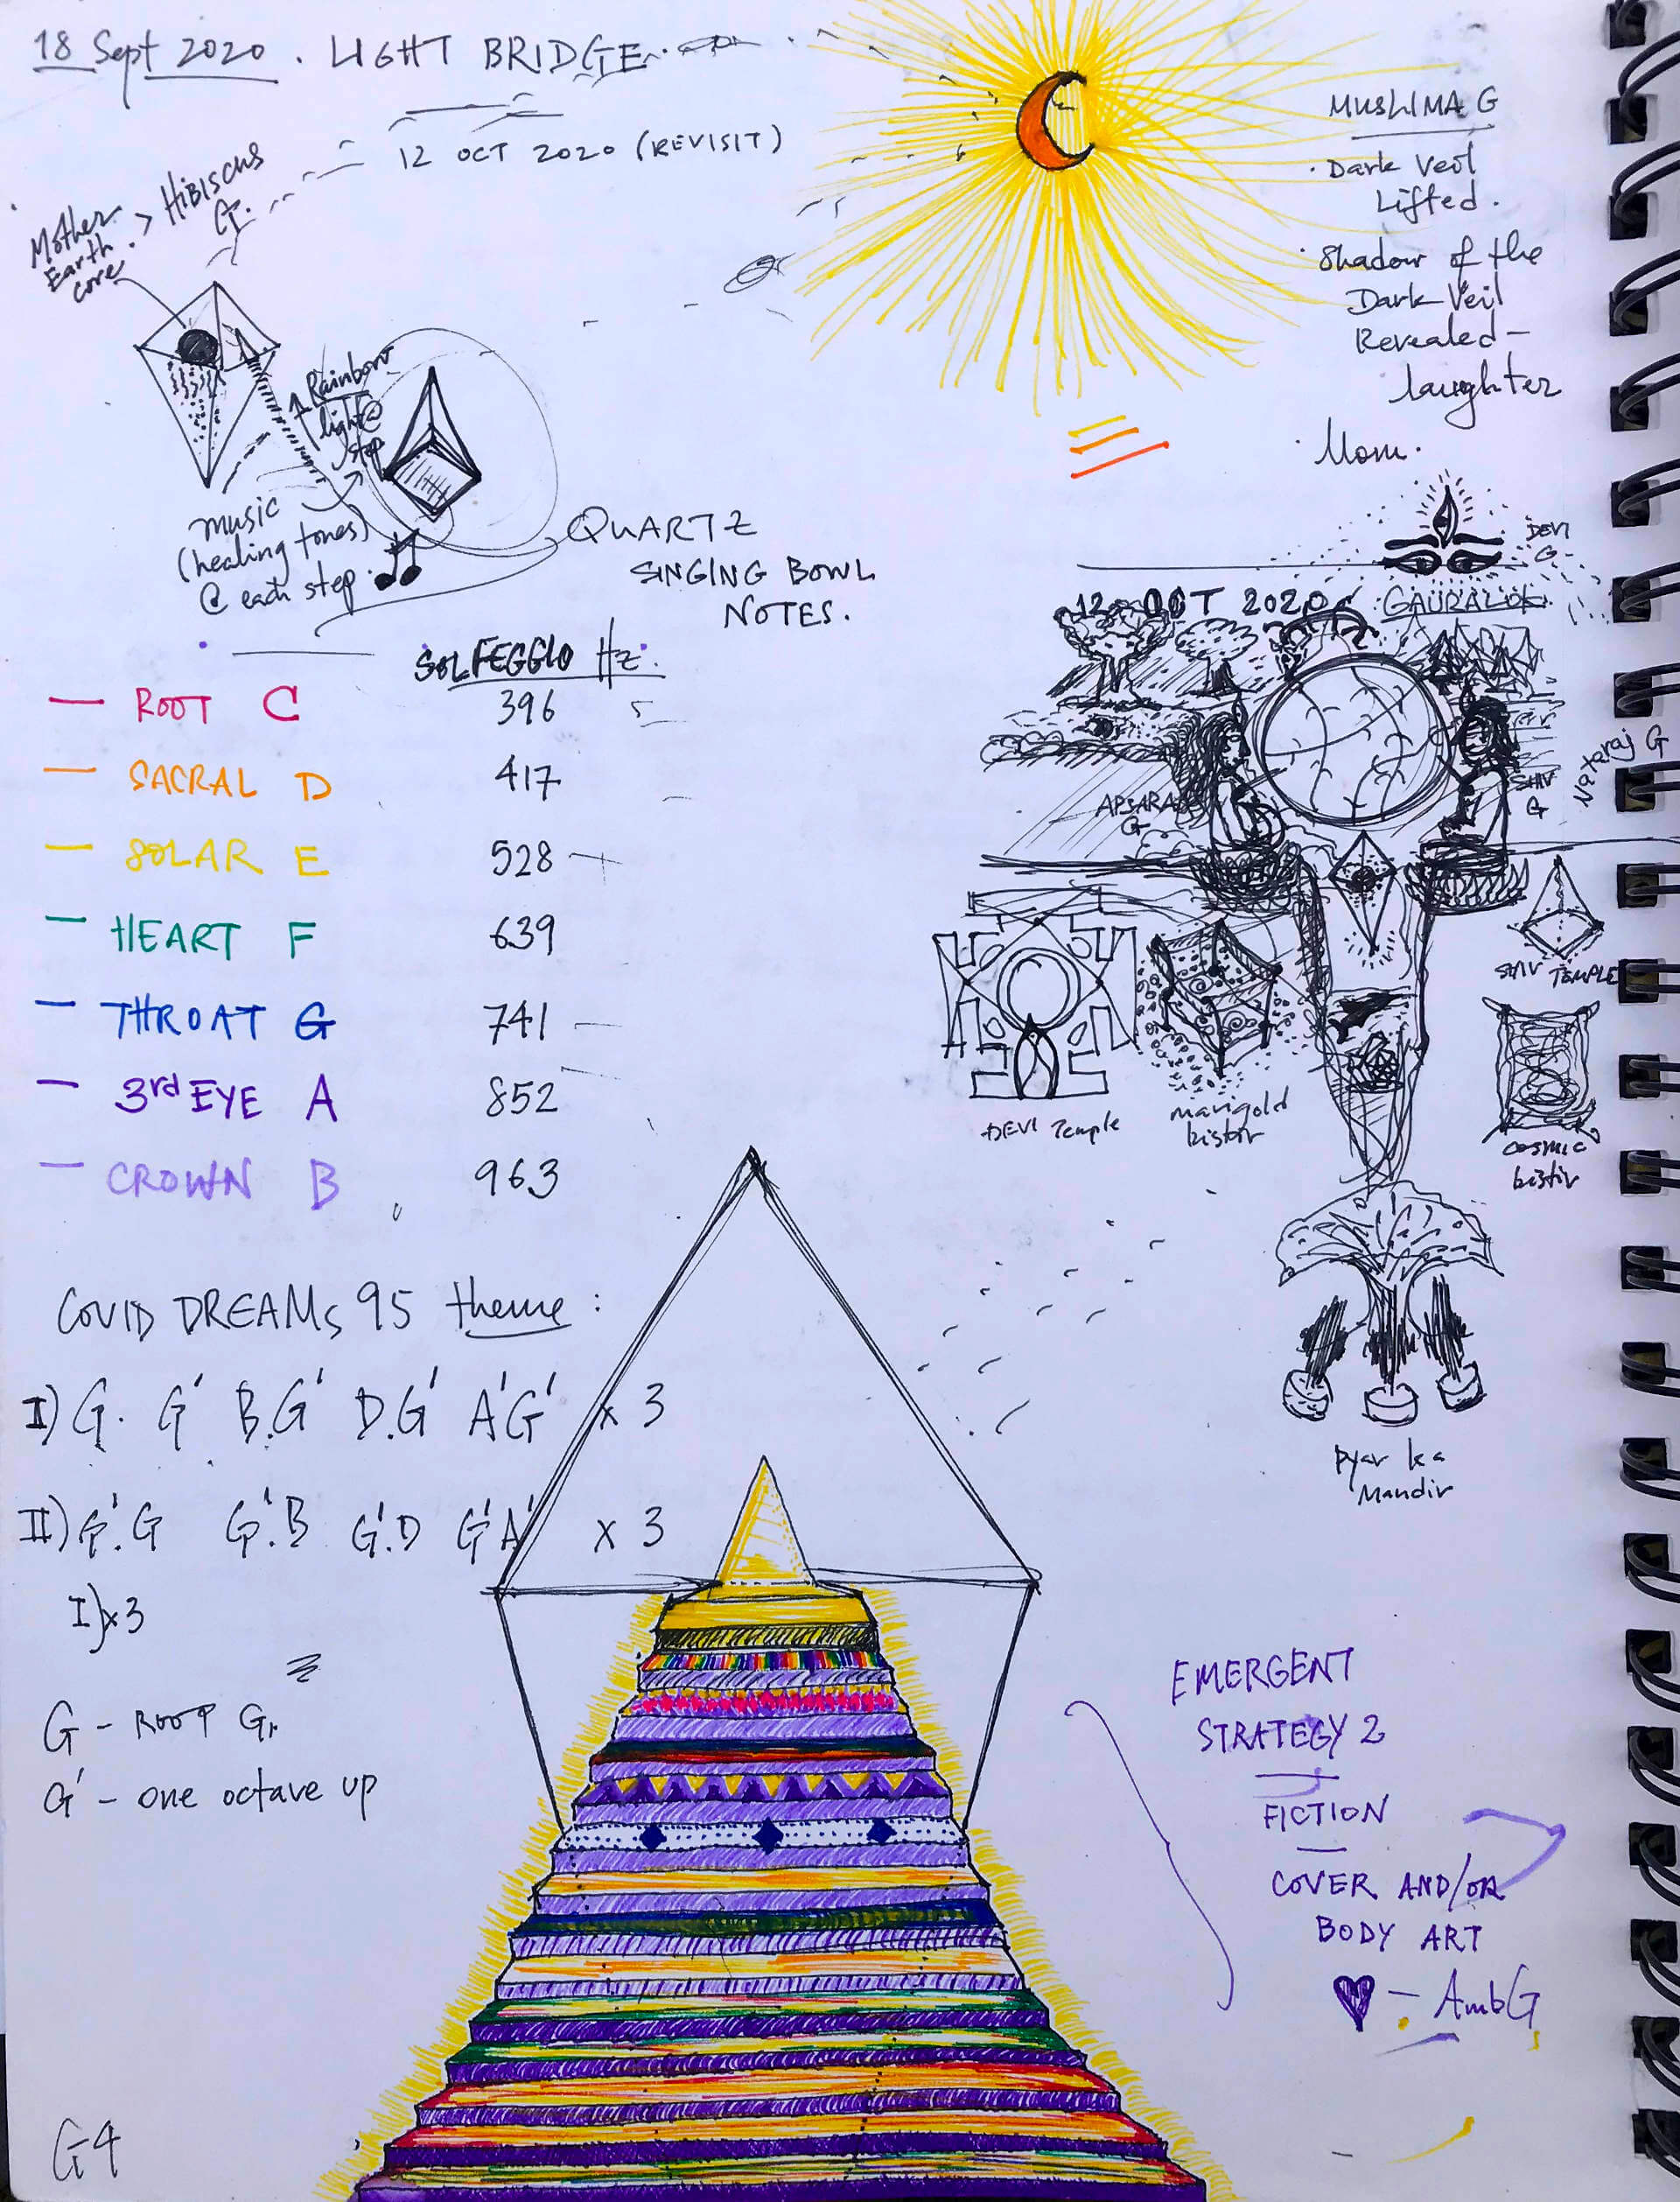 18 Sept 2020. LIGHT BRIDGE
12 OCT 2020 (REVISIT)
Mother > HIBISCUS
Earth. G.
core
Rainbow
light @
step
music
(healing tones)
@ each step
QUARTZ
SINGING BOWL
NOTES.
MUSLIMA G
· Dark Veil
Lifted.
· Shadow of the
Dark Veil
Revealed –
laughter
· Mom.
DEVI
G
12 OCT 2020 GAURALOK
APSARA
G
SHIV
G
Nataraj G
SHIV TEMPLE
DEVI Temple
marigold
bistir
cosmic
bistir
Pyar ka
Mandir
SOLFEGGIO Hz.
— ROOT C 396
— SACRAL D 417
— SOLAR E 528
— HEART F 639
— THROAT G 741
— 3rd EYE A 852
— CROWN B 963
COVID DREAMS 95 theme:
I) G. G' B.G' D.G' A'G' x 3
II) G'.G G'.B G'.D G'A' x 3
I) x3
G – ROOT G
G' – one octave up
EMERGENT
STRATEGY 2
FICTION
COVER AND/OR
BODY ART
– AmbG
G4